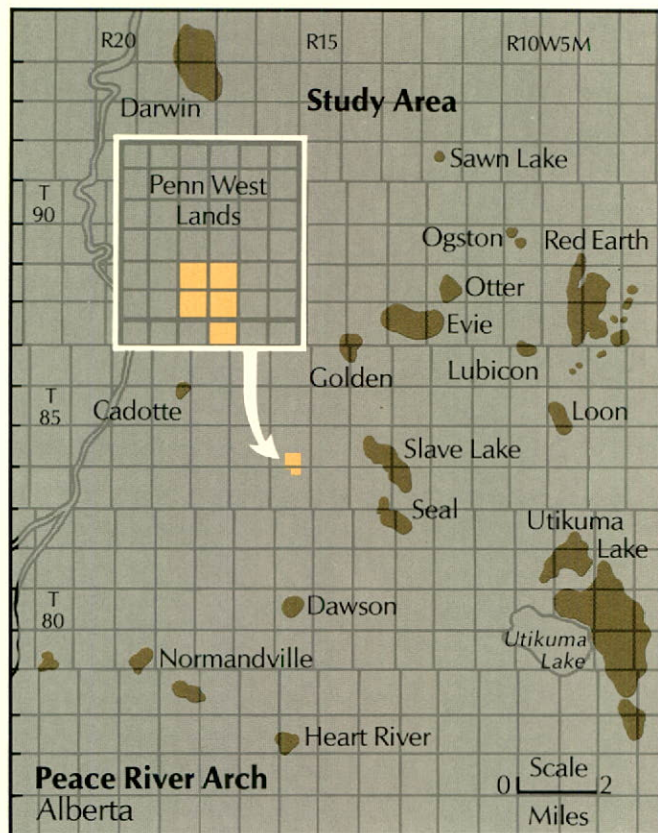 R20
R15
R10W5M
Darwin
Study Area
Sawn Lake
Penn West
Lands
T
90
Ogston
Red Earth
Otter
Evie
Golden
Lubicon
T
85
Cadotte
Loon
Slave Lake
Seal
Utikuma
Lake
T
80
Dawson
Utikuma
Lake
Normandville
Heart River
Peace River Arch
Alberta
Scale
0 2
Miles